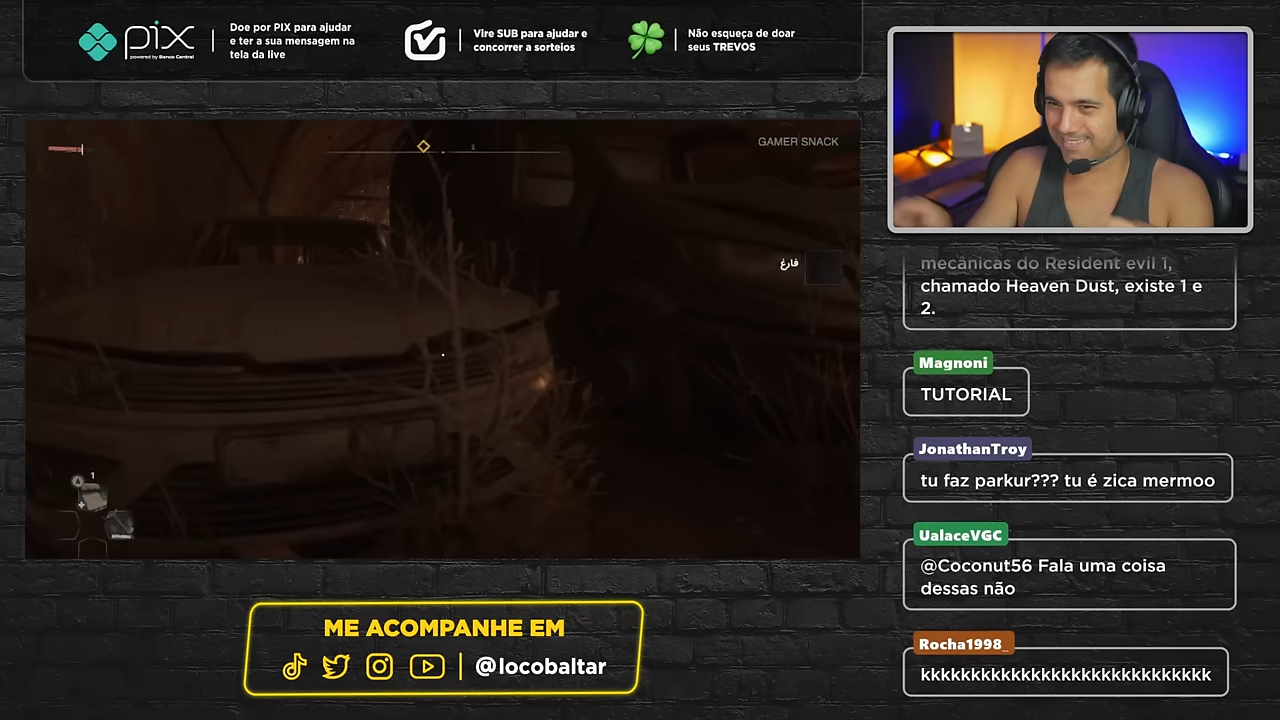 pix
powered by Banco Central
Doe por PIX para ajudar
e ter a sua mensagem na
tela da live
Vire SUB para ajudar e
concorrer a sorteios
Não esqueça de doar
seus TREVOS
GAMER SNACK
فارغ
A
1
mecânicas do Resident evil 1,
chamado Heaven Dust, existe 1 e
2.
Magnoni
TUTORIAL
JonathanTroy
tu faz parkur??? tu é zica mermoo
UalaceVGC
@Coconut56 Fala uma coisa
dessas não
Rocha1998_
kkkkkkkkkkkkkkkkkkkkkkkkkkkkk
ME ACOMPANHE EM
@locobaltar